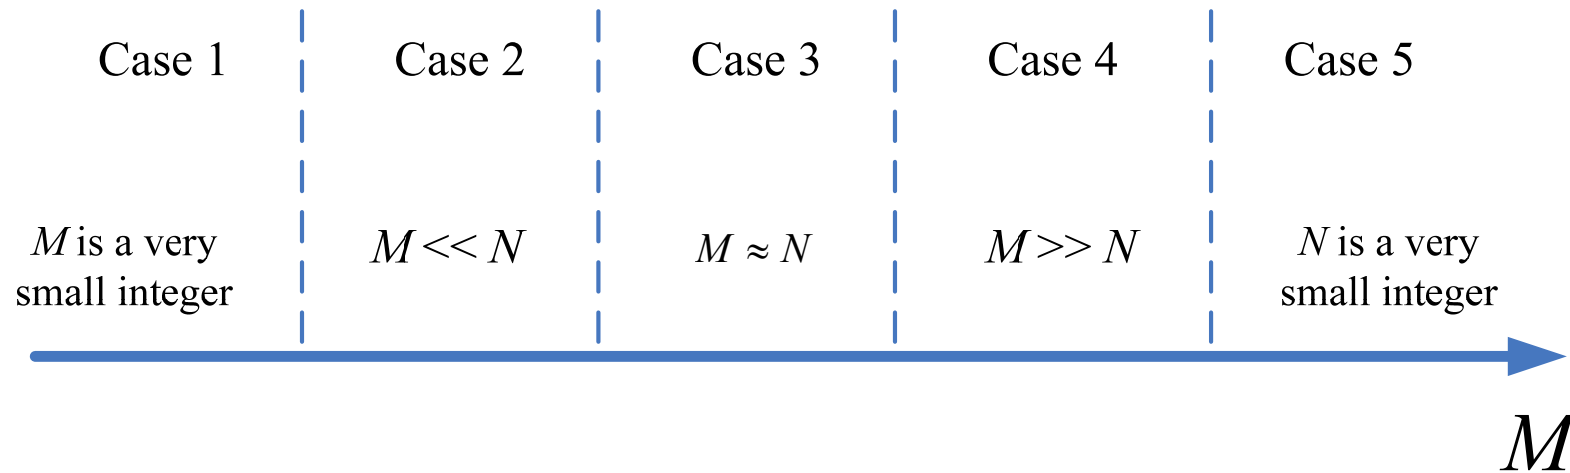 Case 1
Case 2
Case 3
Case 4
Case 5
M is a very
small integer
M << N
M ≈ N
M >> N
N is a very
small integer
M